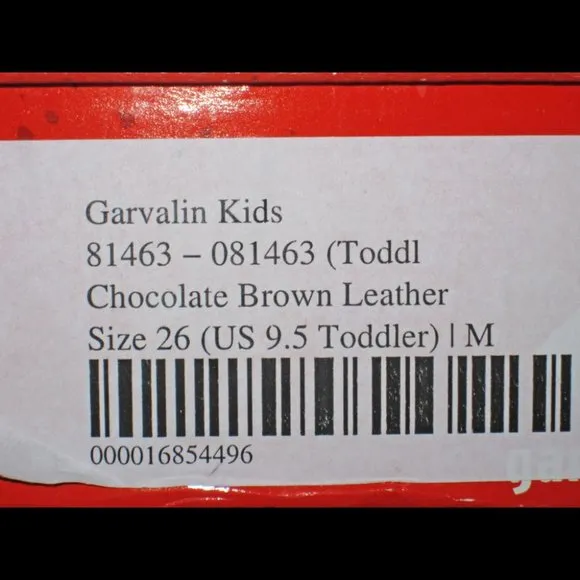 Garvalin Kids
81463 – 081463 (Toddl
Chocolate Brown Leather
Size 26 (US 9.5 Toddler) | M
000016854496